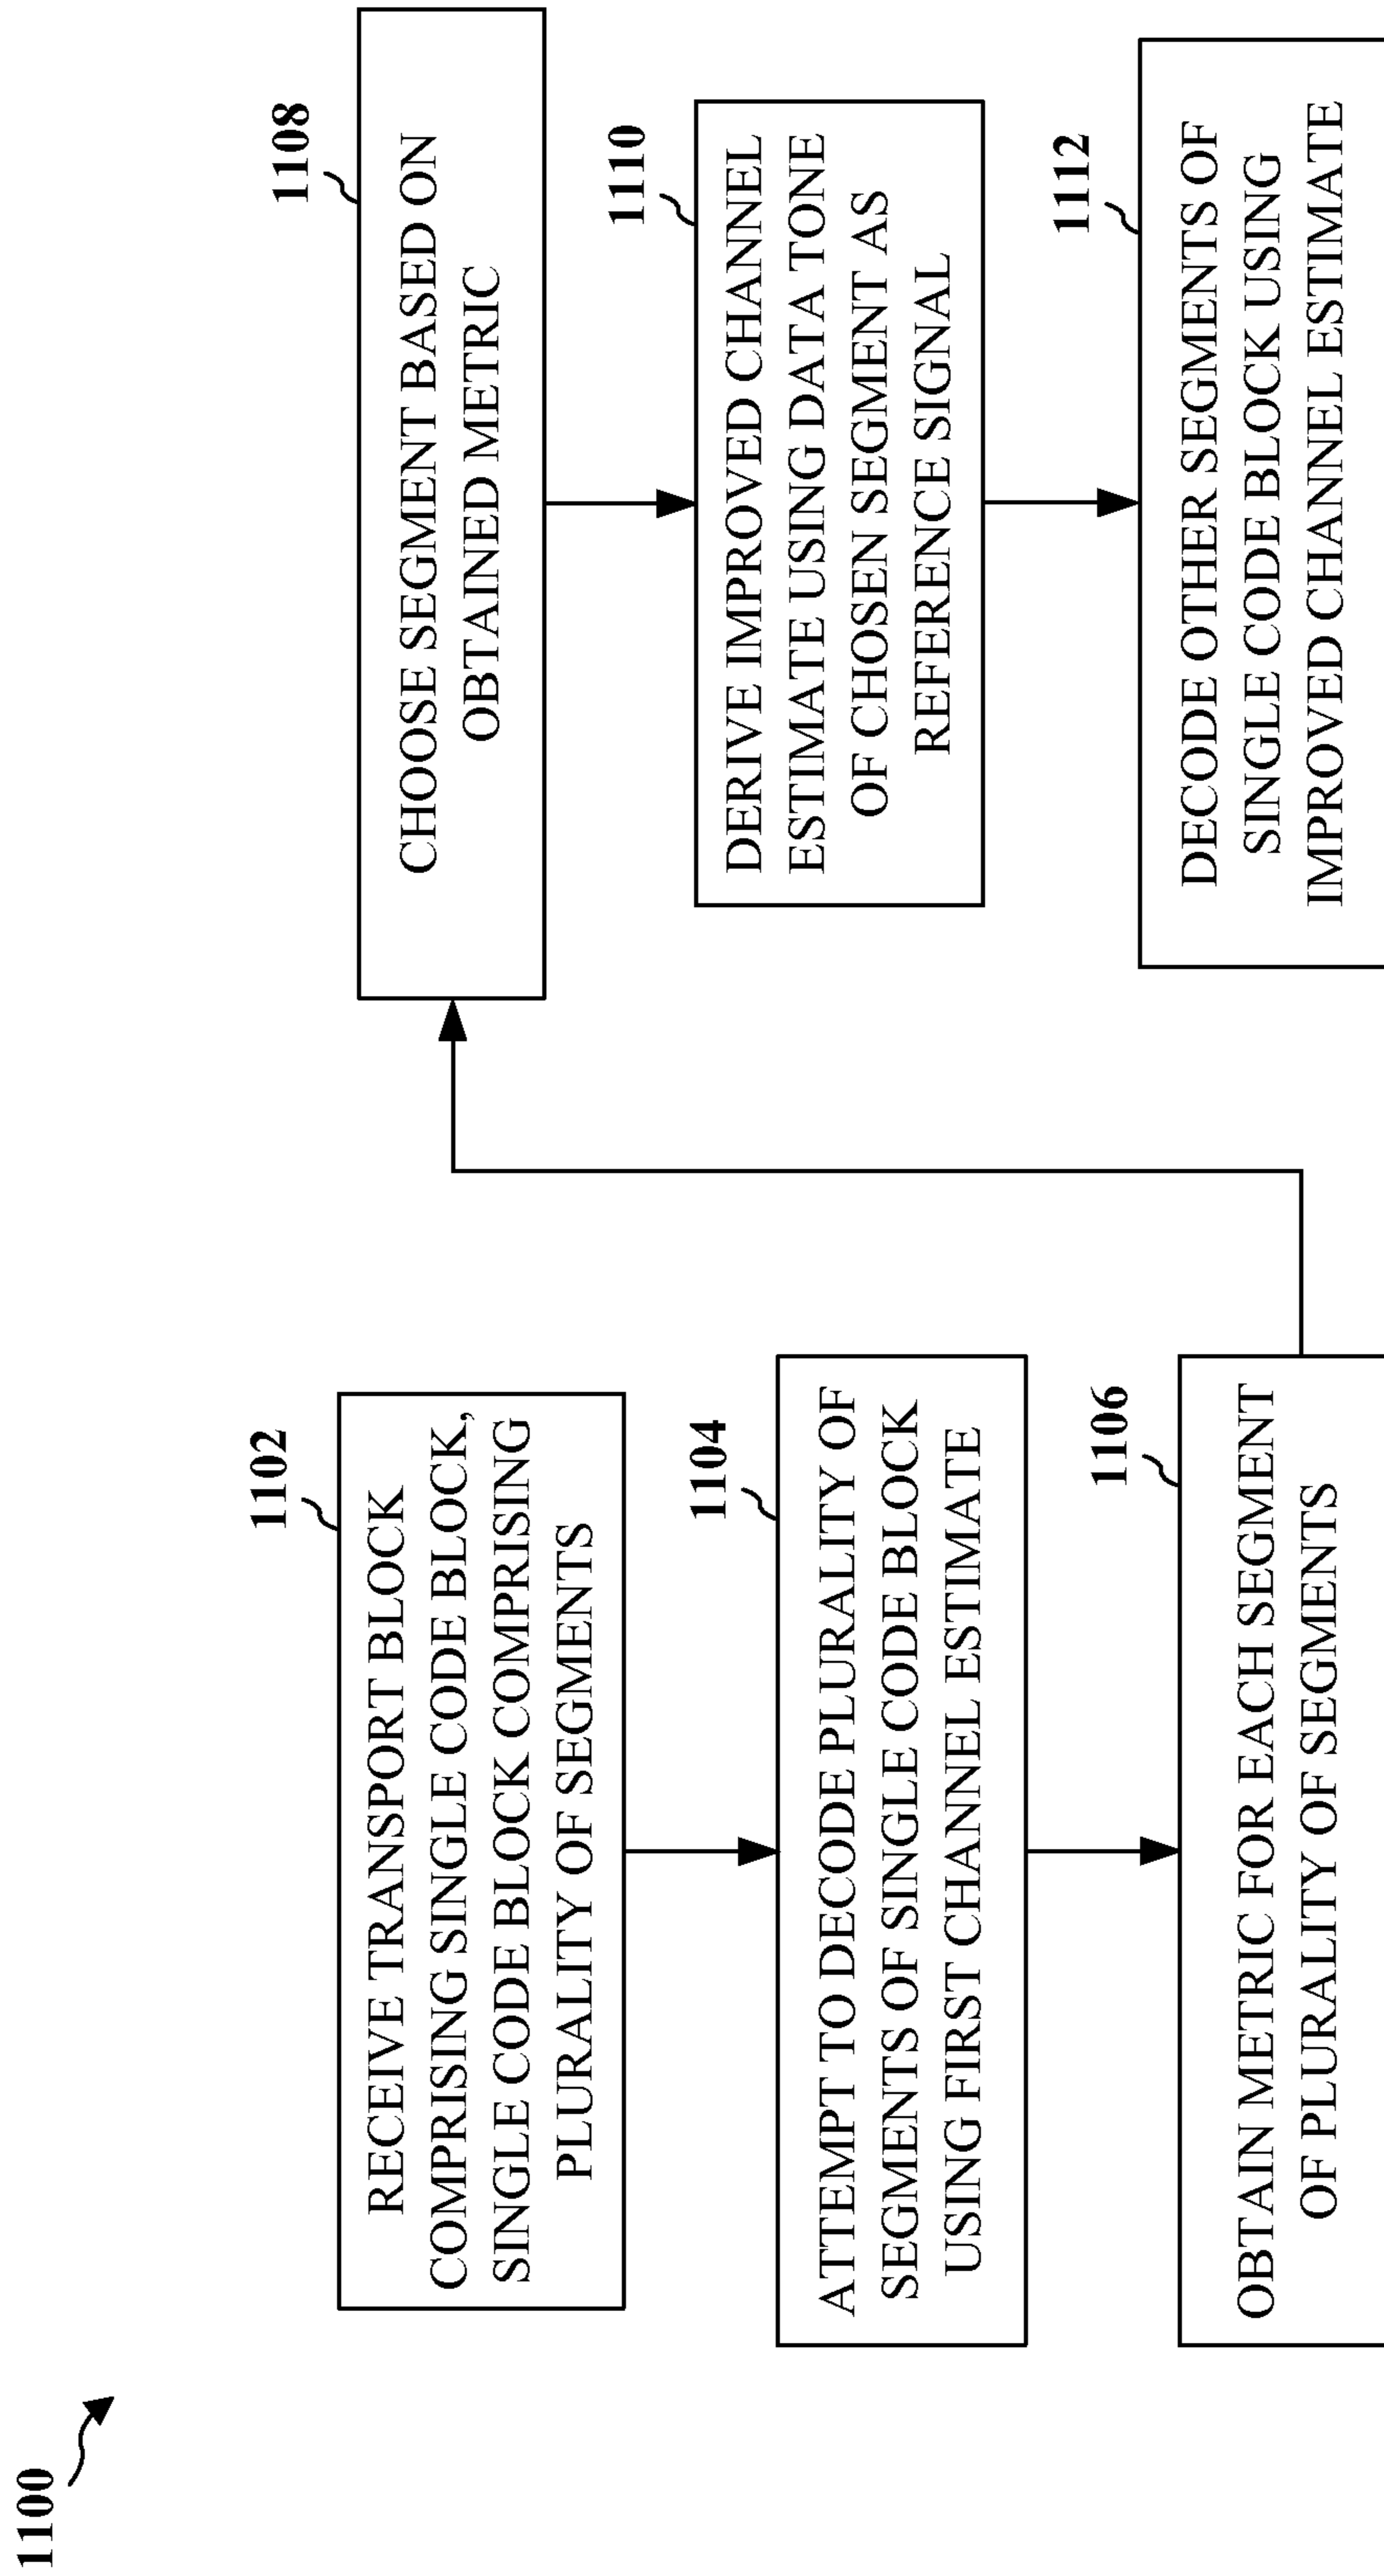 1100
1102
RECEIVE TRANSPORT BLOCK
COMPRISING SINGLE CODE BLOCK,
SINGLE CODE BLOCK COMPRISING
PLURALITY OF SEGMENTS
1104
ATTEMPT TO DECODE PLURALITY OF
SEGMENTS OF SINGLE CODE BLOCK
USING FIRST CHANNEL ESTIMATE
1106
OBTAIN METRIC FOR EACH SEGMENT
OF PLURALITY OF SEGMENTS
1108
CHOOSE SEGMENT BASED ON
OBTAINED METRIC
1110
DERIVE IMPROVED CHANNEL
ESTIMATE USING DATA TONE
OF CHOSEN SEGMENT AS
REFERENCE SIGNAL
1112
DECODE OTHER SEGMENTS OF
SINGLE CODE BLOCK USING
IMPROVED CHANNEL ESTIMATE